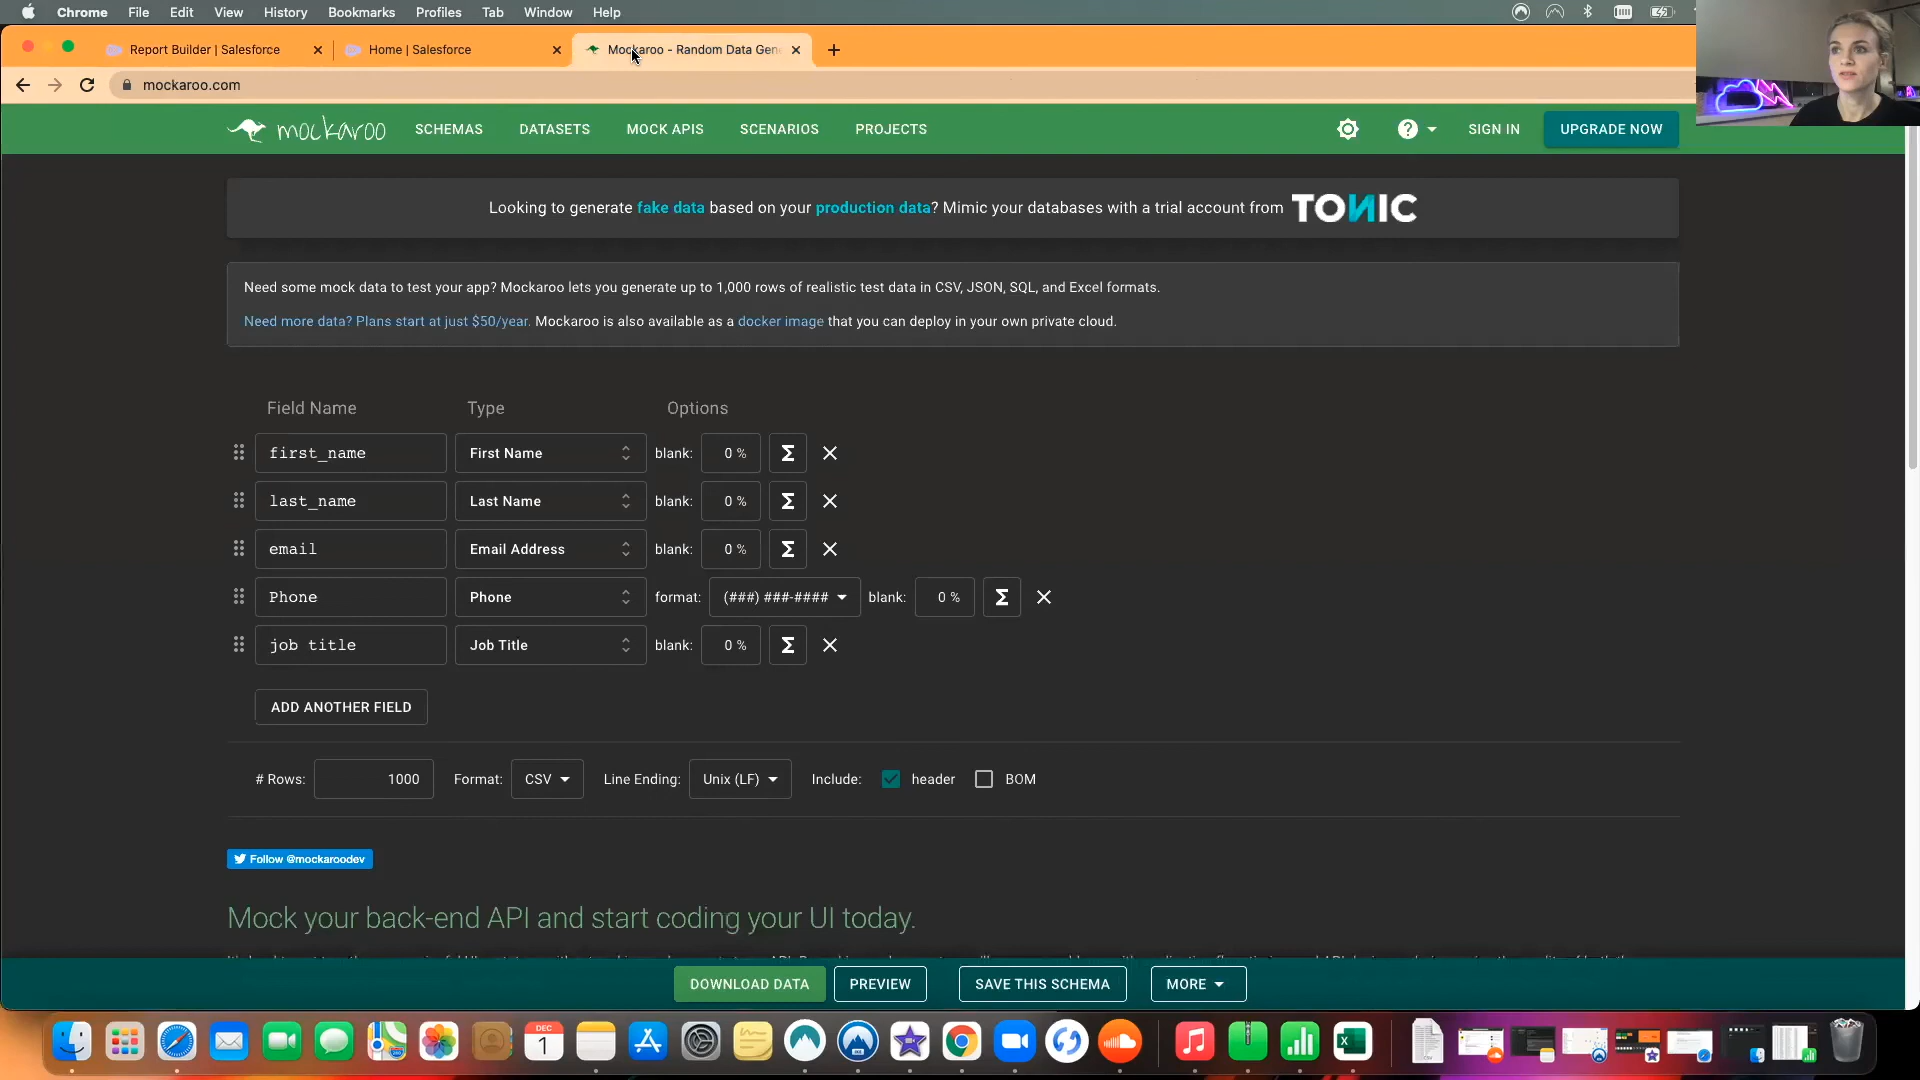 Chrome File Edit View History Bookmarks Profiles Tab Window Help
Report Builder | Salesforce
Home | Salesforce
Mockaroo - Random Data Gen
mockaroo.com
mockaroo
SCHEMAS
DATASETS
MOCK APIS
SCENARIOS
PROJECTS
SIGN IN
UPGRADE NOW
Looking to generate fake data based on your production data? Mimic your databases with a trial account from TONIC
Need some mock data to test your app? Mockaroo lets you generate up to 1,000 rows of realistic test data in CSV, JSON, SQL, and Excel formats.
Need more data? Plans start at just $50/year. Mockaroo is also available as a docker image that you can deploy in your own private cloud.
Field Name Type Options
first_name First Name blank: 0 % Σ
last_name Last Name blank: 0 % Σ
email Email Address blank: 0 % Σ
Phone Phone format: (###) ###-#### blank: 0 % Σ
job title Job Title blank: 0 % Σ
ADD ANOTHER FIELD
# Rows: 1000 Format: CSV Line Ending: Unix (LF) Include: header BOM
Follow @mockaroodev
Mock your back-end API and start coding your UI today.
DOWNLOAD DATA
PREVIEW
SAVE THIS SCHEMA
MORE
DEC
1